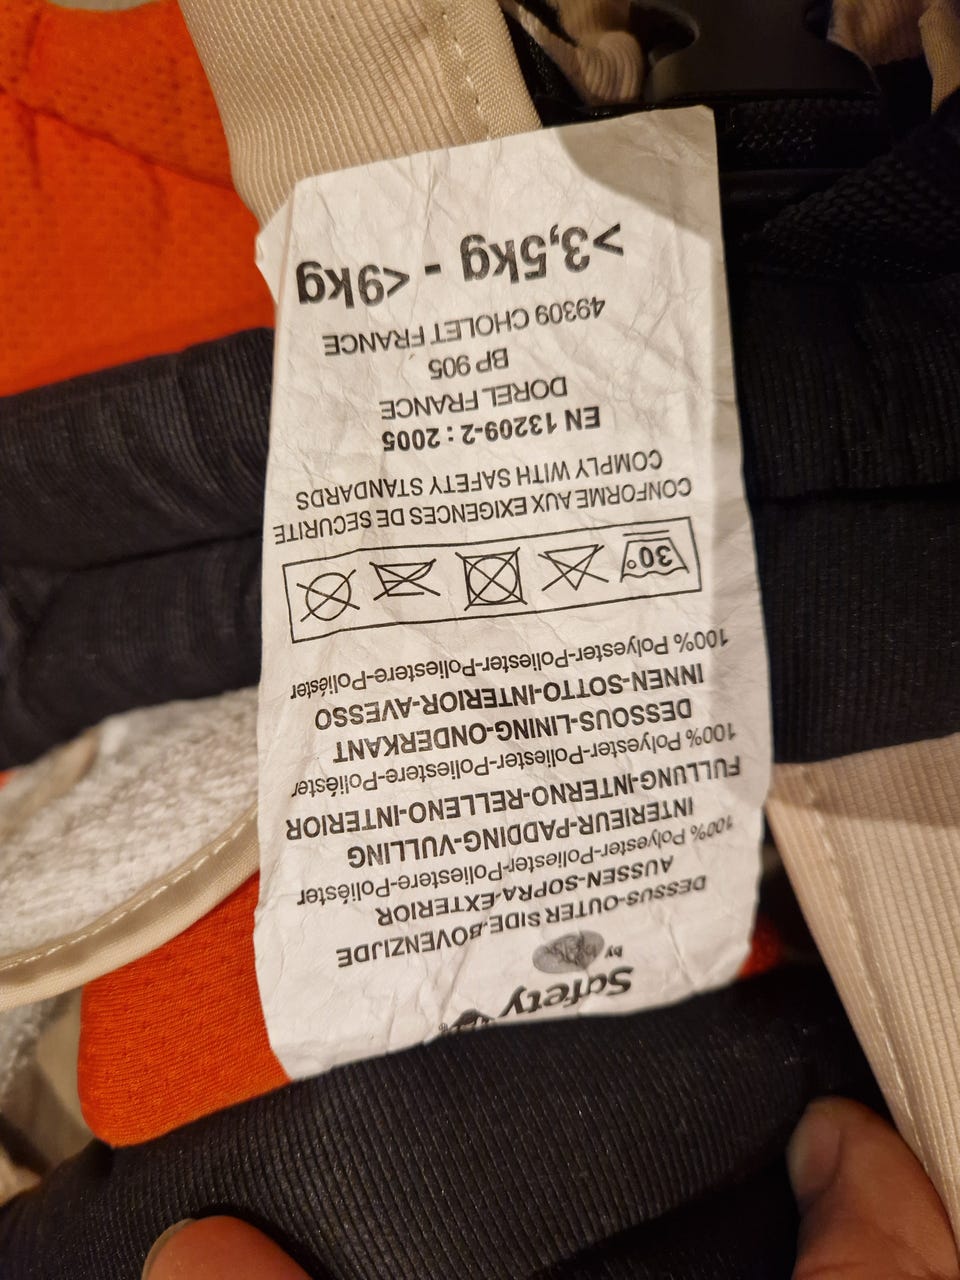 Safety
by
DESSUS-OUTER SIDE-BOVENZIJDE
AUSSEN-SOPRA-EXTERIOR
100% Polyester-Poliester-Poliestere-Poliéster
INTERIEUR-PADDING-VULLING
FULLUNG-INTERNO-RELLENO-INTERIOR
100% Polyester-Poliester-Poliestere-Poliéster
DESSOUS-LINING-ONDERKANT
INNEN-SOTTO-INTERIOR-AVESSO
100% Polyester-Poliester-Poliestere-Poliéster
30°
CONFORME AUX EXIGENCES DE SECURITE
COMPLY WITH SAFETY STANDARDS
EN 13209-2 : 2005
DOREL FRANCE
BP 905
49309 CHOLET FRANCE
>3,5kg - <9kg